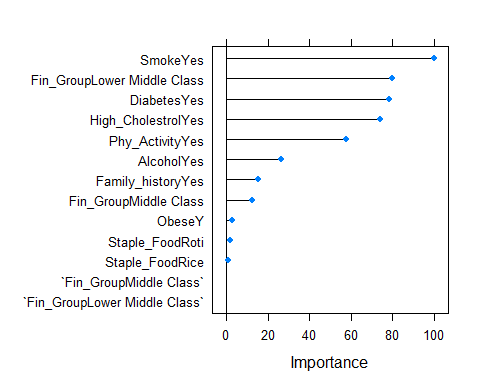 SmokeYes
Fin_GroupLower Middle Class
DiabetesYes
High_CholestrolYes
Phy_ActivityYes
AlcoholYes
Family_historyYes
Fin_GroupMiddle Class
ObeseY
Staple_FoodRoti
Staple_FoodRice
`Fin_GroupMiddle Class`
`Fin_GroupLower Middle Class`
0 20 40 60 80 100
Importance